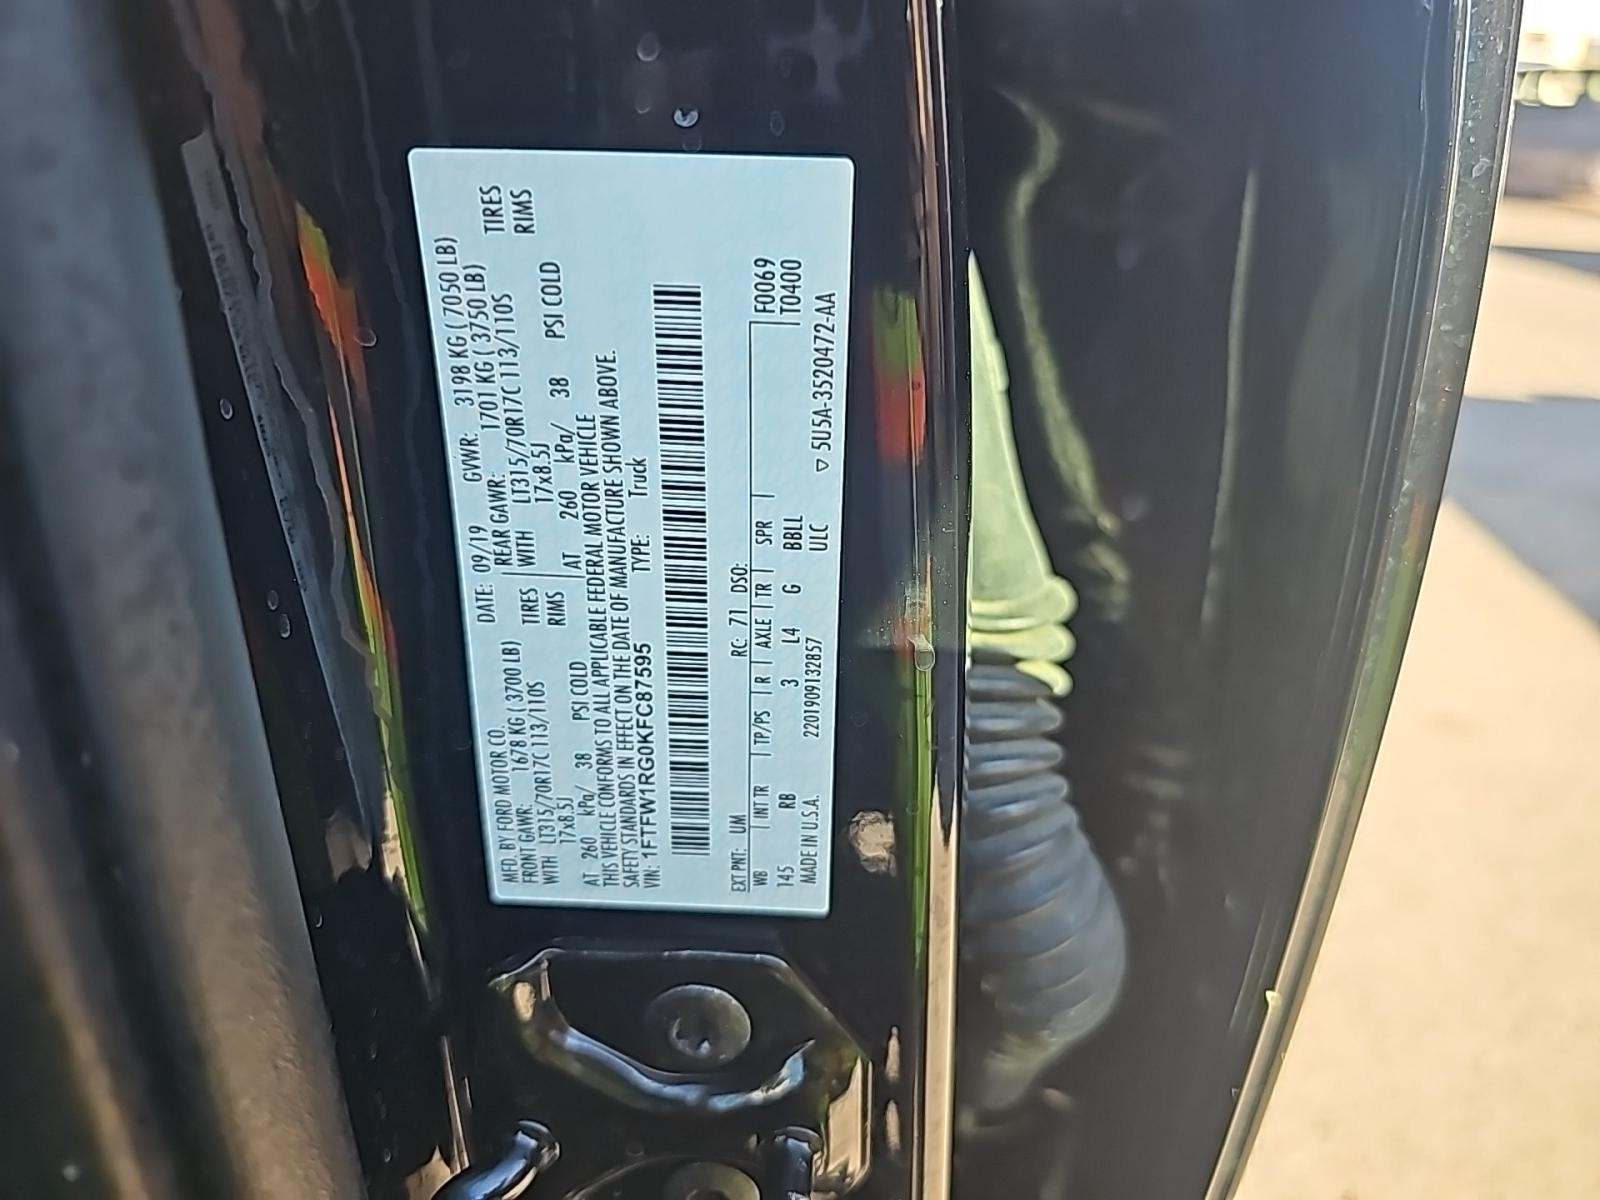 MFD. BY FORD MOTOR CO. DATE: 09/19 GVWR: 3198 KG ( 7050 LB)
FRONT GAWR: 1678 KG ( 3700 LB) REAR GAWR: 1701 KG ( 3750 LB)
WITH LT315/70R17C 113/110S TIRES WITH LT315/70R17C 113/110S TIRES
17x8.5J RIMS 17x8.5J RIMS
AT 260 kPa/ 38 PSI COLD AT 260 kPa/ 38 PSI COLD
THIS VEHICLE CONFORMS TO ALL APPLICABLE FEDERAL MOTOR VEHICLE
SAFETY STANDARDS IN EFFECT ON THE DATE OF MANUFACTURE SHOWN ABOVE.
VIN: 1FTFW1RG0KFC87595 TYPE: Truck
EXT PNT: UM RC: 71 DSO:
WB INT TR TP/PS R AXLE TR SPR F0069
145 RB 3 L4 G BBLL T0400
MADE IN U.S.A. 220190913 2857 ULC ▽ 5U5A-3520472-AA